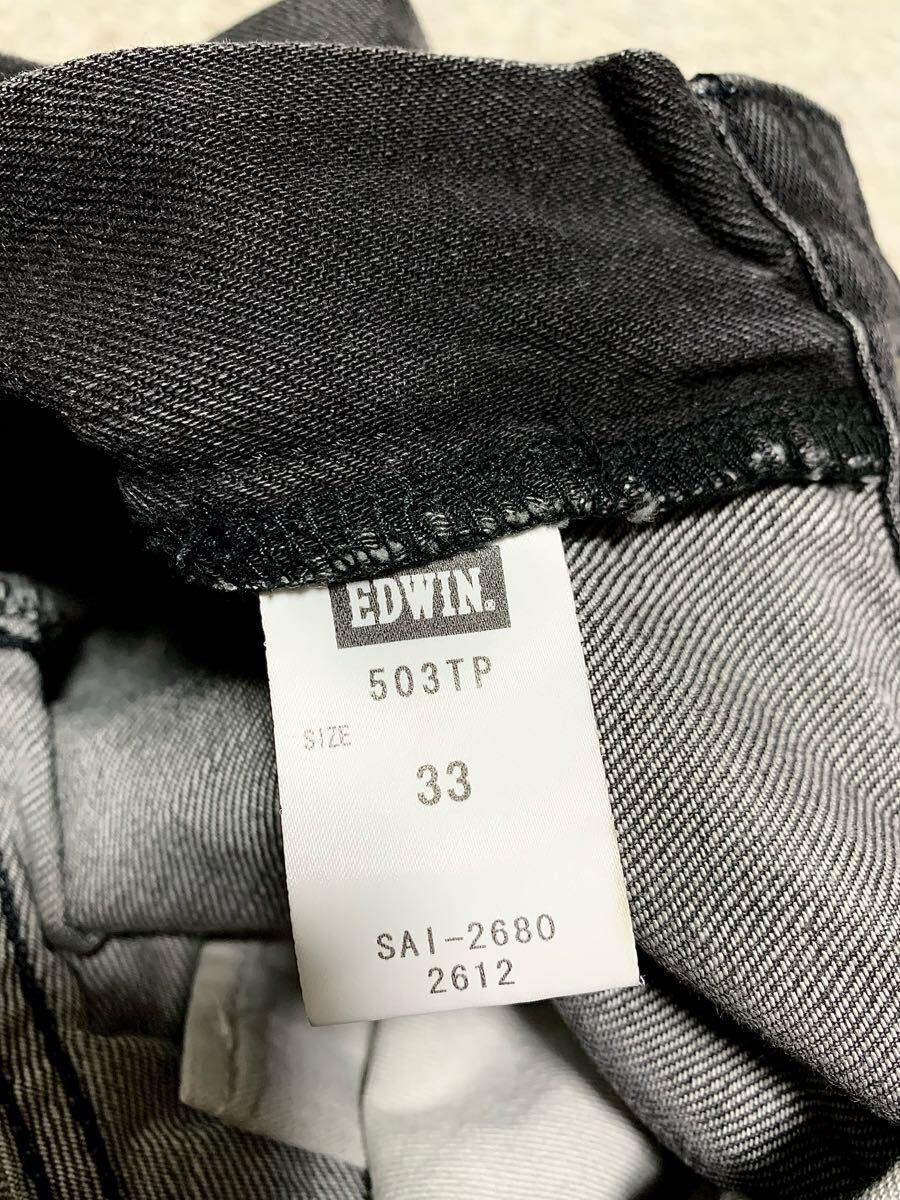 EDWIN.
503TP
SIZE
33
SAI-2680
2612